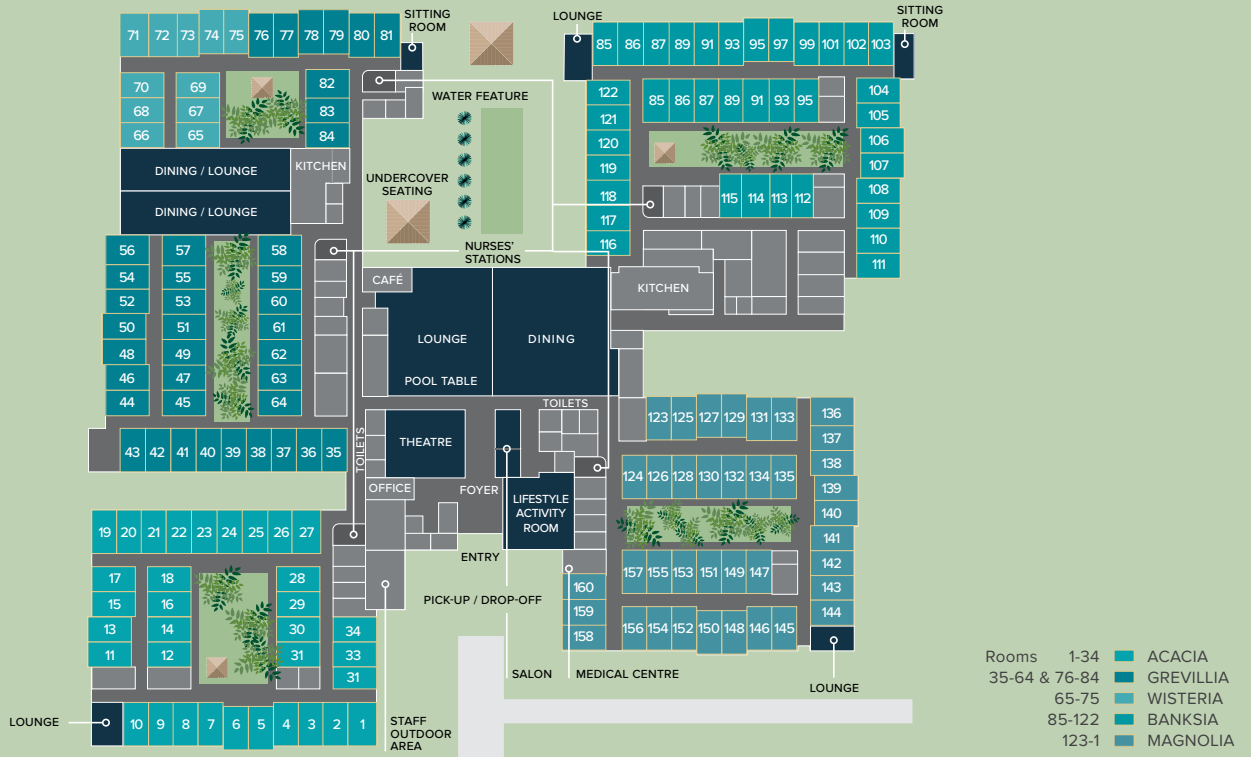 SITTING
ROOM
LOUNGE
SITTING
ROOM
71 72 73 74 75 76 77 78 79 80 81
85 86 87 89 91 93 95 97 99 101 102 103
70 69 82
68 67 83
66 65 84
WATER FEATURE
122 85 86 87 89 91 93 95 104
121 105
120 106
119 107
118 115 114 113 112 108
117 109
116 110
111
DINING / LOUNGE
KITCHEN
DINING / LOUNGE
UNDERCOVER
SEATING
NURSES'
STATIONS
56 57 58
54 55 59
52 53 60
50 51 61
48 49 62
46 47 63
44 45 64
CAFÉ
LOUNGE
POOL TABLE
DINING
KITCHEN
43 42 41 40 39 38 37 36 35
TOILETS
THEATRE
TOILETS
OFFICE
FOYER
LIFESTYLE
ACTIVITY
ROOM
ENTRY
123 125 127 129 131 133 136
137
138
124 126 128 130 132 134 135 139
140
141
157 155 153 151 149 147 142
143
156 154 152 150 148 146 145 144
160
159
158
19 20 21 22 23 24 25 26 27
17 18 28
15 16 29
13 14 30 34
11 12 31 33
31
10 9 8 7 6 5 4 3 2 1
LOUNGE
PICK-UP / DROP-OFF
STAFF
OUTDOOR
AREA
SALON
MEDICAL CENTRE
LOUNGE
Rooms 1-34 ACACIA
35-64 & 76-84 GREVILLIA
65-75 WISTERIA
85-122 BANKSIA
123-1 MAGNOLIA